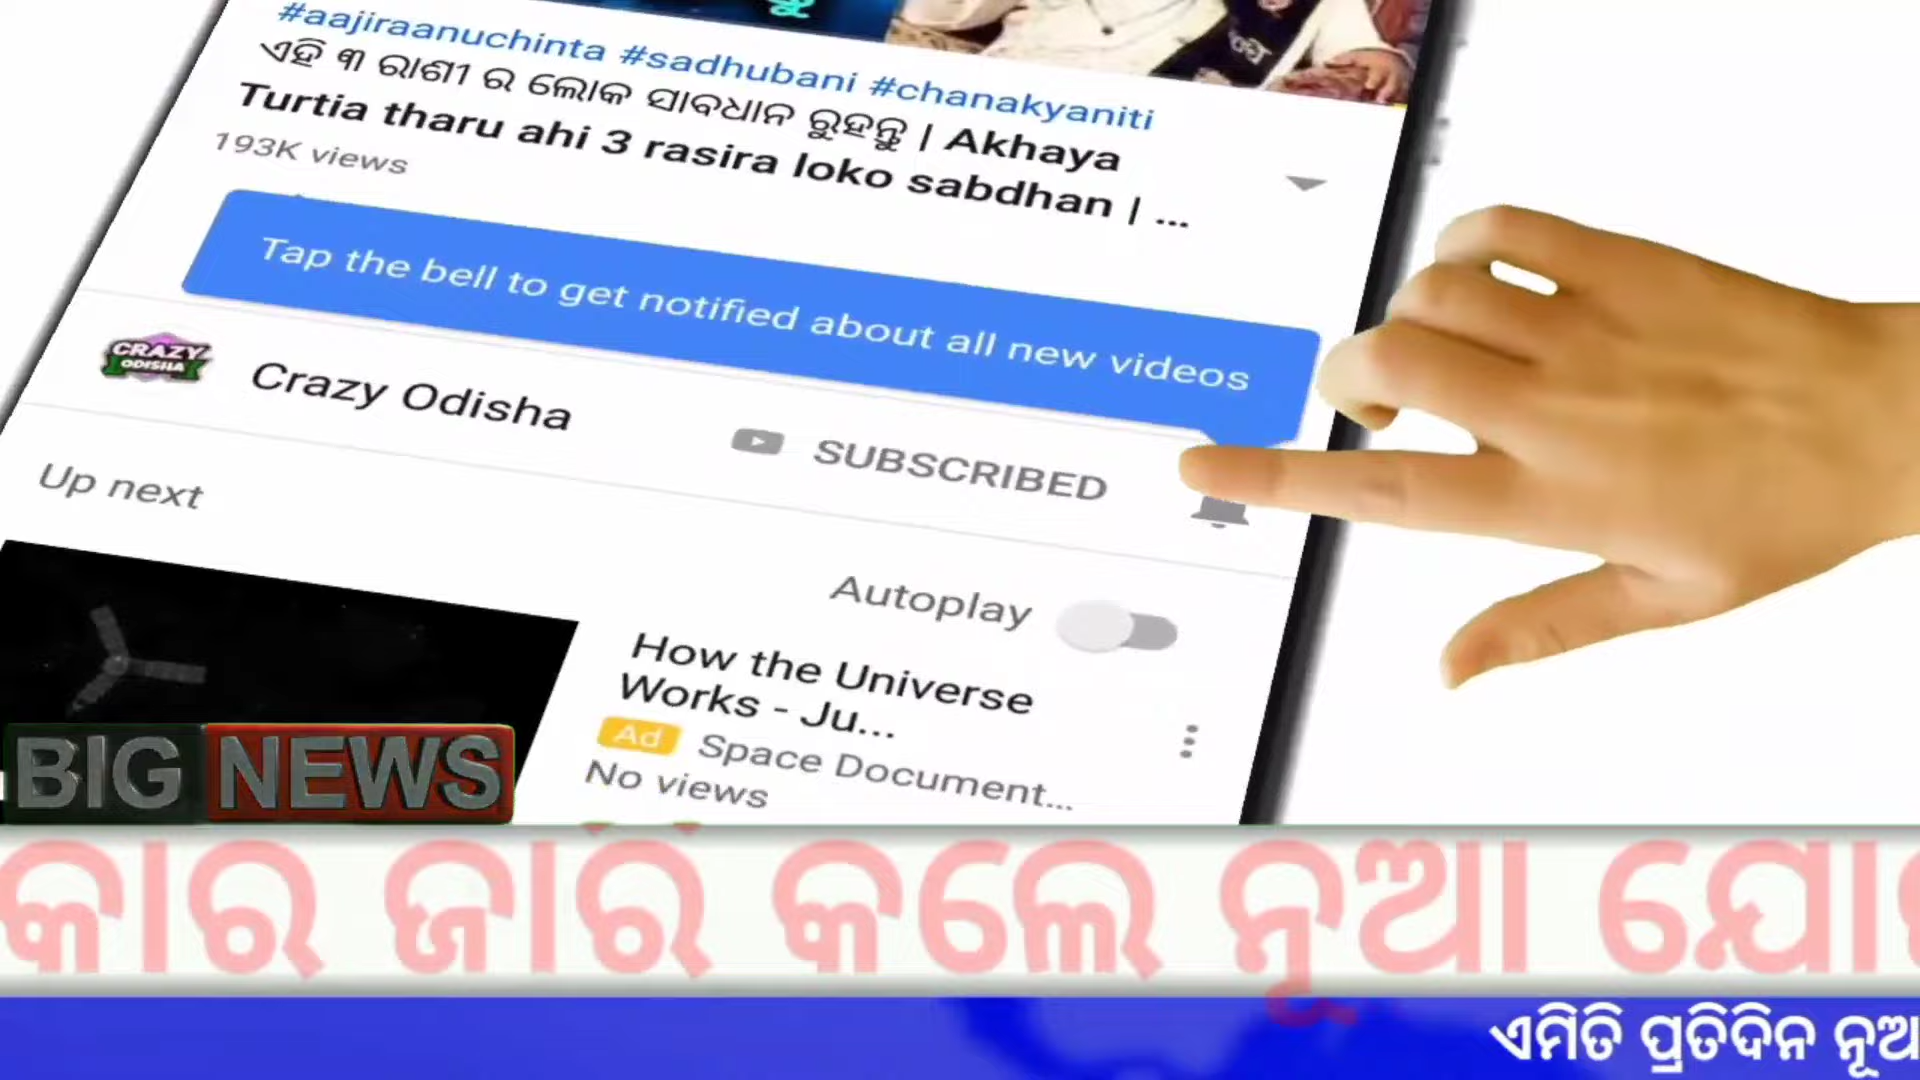 #aajiraanuchinta #sadhubani #chanakyaniti
ଏହି ୩ ରାଶୀ ର ଲୋକ ସାବଧାନ ରୁହନ୍ତୁ | Akhaya
Turtia tharu ahi 3 rasira loko sabdhan | ...
193K views
Tap the bell to get notified about all new videos
CRAZY
ODISHA
Crazy Odisha
SUBSCRIBED
Up next
Autoplay
How the Universe
Works - Ju...
Ad Space Document...
No views
BIG NEWS
କାର ଜାରି କଲେ ନୂଆ
ଏମିତି ପ୍ରତିଦିନ ନୂଆ